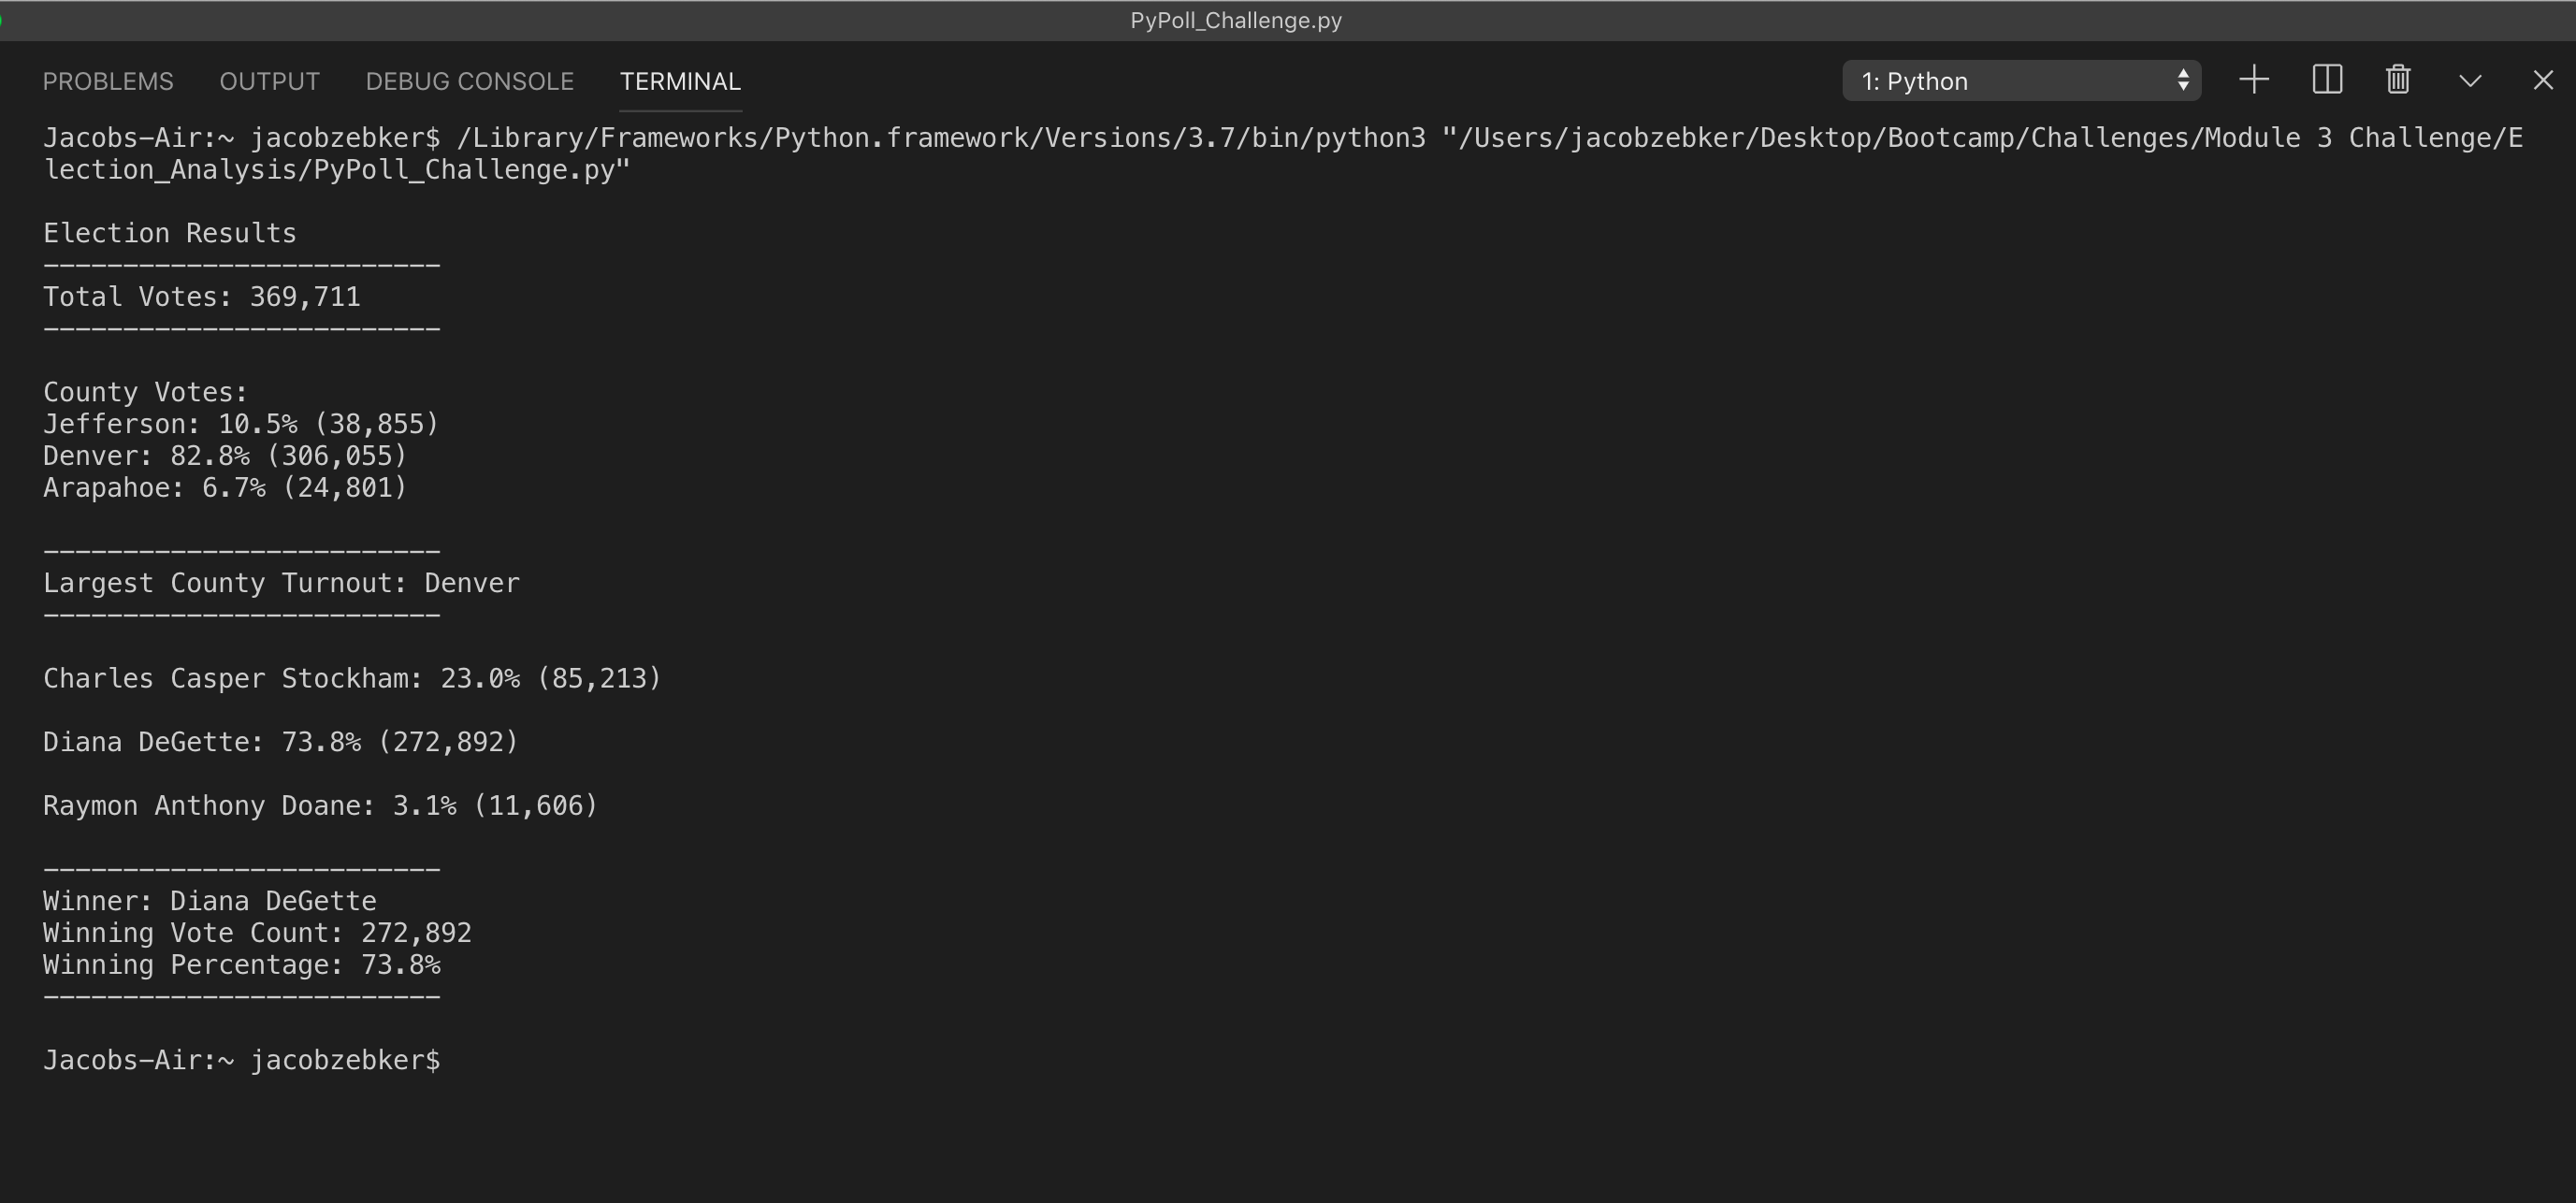 PyPoll_Challenge.py
PROBLEMS OUTPUT DEBUG CONSOLE TERMINAL 1: Python
Jacobs-Air:~ jacobzebker$ /Library/Frameworks/Python.framework/Versions/3.7/bin/python3 "/Users/jacobzebker/Desktop/Bootcamp/Challenges/Module 3 Challenge/E
lection_Analysis/PyPoll_Challenge.py"
Election Results
-------------------------
Total Votes: 369,711
-------------------------
County Votes:
Jefferson: 10.5% (38,855)
Denver: 82.8% (306,055)
Arapahoe: 6.7% (24,801)
-------------------------
Largest County Turnout: Denver
-------------------------
Charles Casper Stockham: 23.0% (85,213)
Diana DeGette: 73.8% (272,892)
Raymon Anthony Doane: 3.1% (11,606)
-------------------------
Winner: Diana DeGette
Winning Vote Count: 272,892
Winning Percentage: 73.8%
-------------------------
Jacobs-Air:~ jacobzebker$